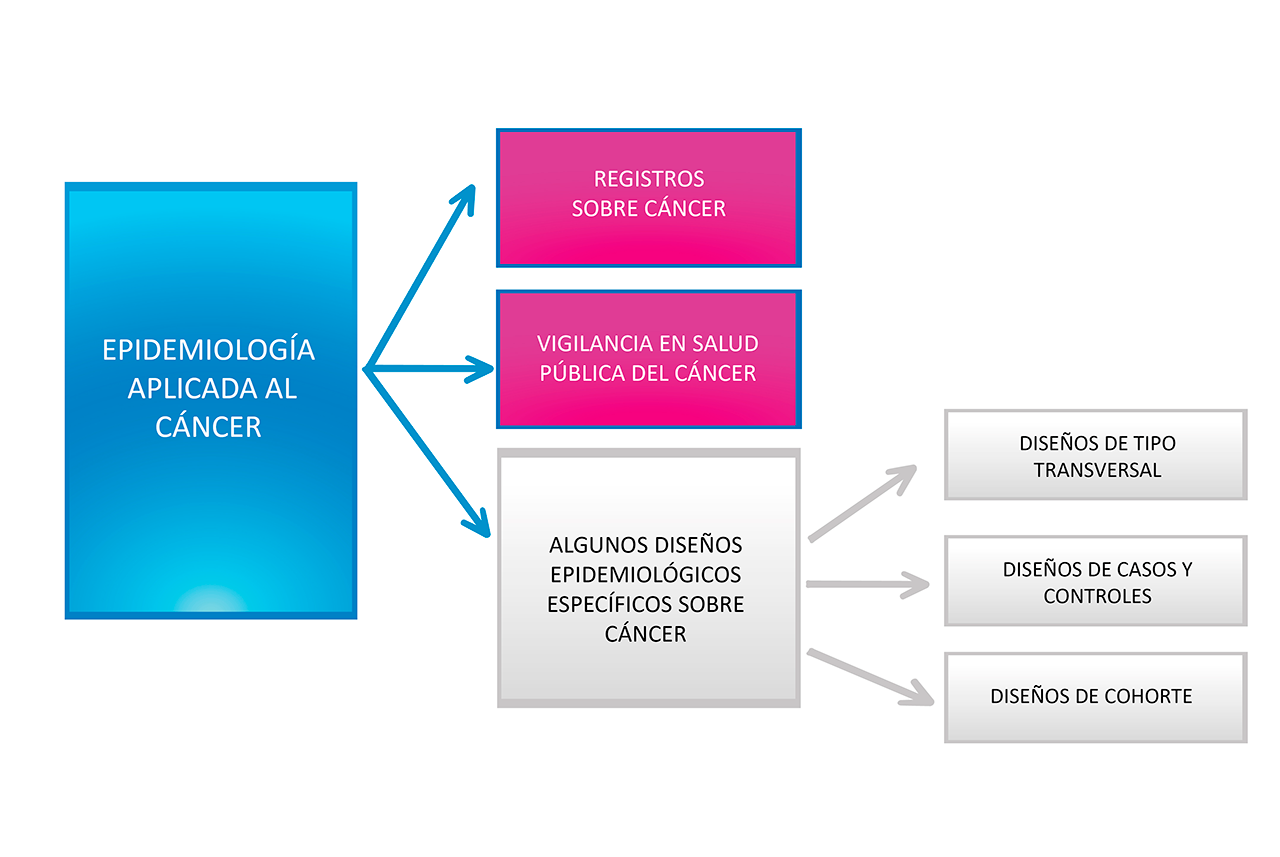 EPIDEMIOLOGÍA
APLICADA AL
CÁNCER
REGISTROS
SOBRE CÁNCER
VIGILANCIA EN SALUD
PÚBLICA DEL CÁNCER
ALGUNOS DISEÑOS
EPIDEMIOLÓGICOS
ESPECÍFICOS SOBRE
CÁNCER
DISEÑOS DE TIPO
TRANSVERSAL
DISEÑOS DE CASOS Y
CONTROLES
DISEÑOS DE COHORTE